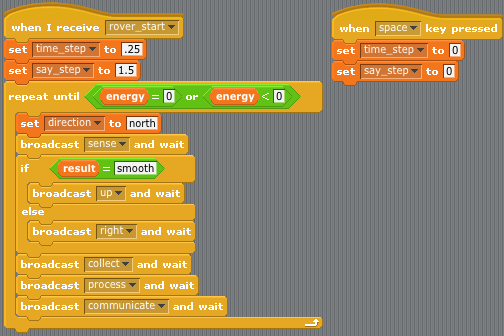 when I receive rover_start
set time_step to .25
set say_step to 1.5
repeat until energy = 0 or energy < 0
set direction to north
broadcast sense and wait
if result = smooth
broadcast up and wait
else
broadcast right and wait
broadcast collect and wait
broadcast process and wait
broadcast communicate and wait
when space key pressed
set time_step to 0
set say_step to 0